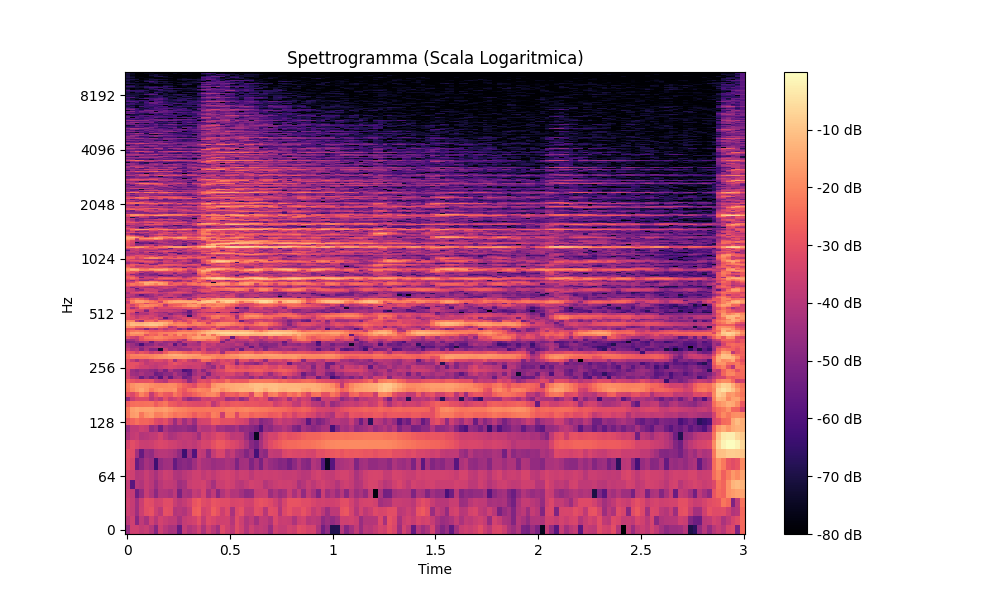 Spettrogramma (Scala Logaritmica)
Hz
8192
4096
2048
1024
512
256
128
64
0
0 0.5 1 1.5 2 2.5 3
Time
-10 dB
-20 dB
-30 dB
-40 dB
-50 dB
-60 dB
-70 dB
-80 dB